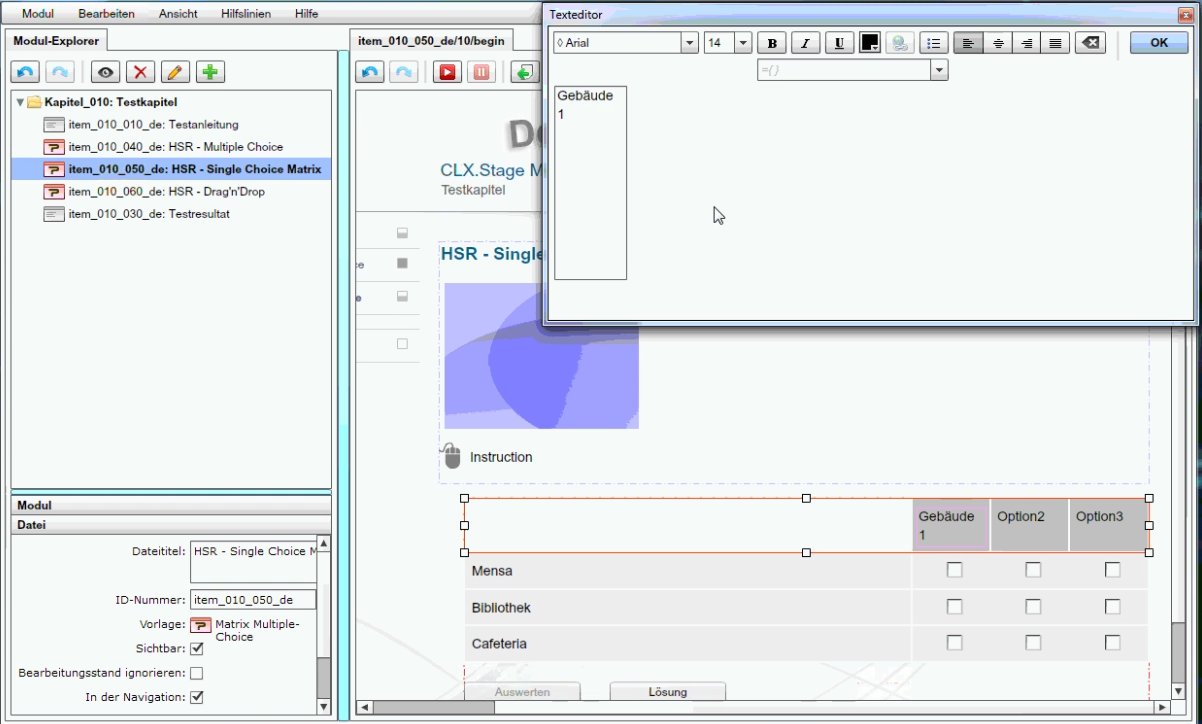 Modul Bearbeiten Ansicht Hilfslinien Hilfe
Modul-Explorer
Kapitel_010: Testkapitel
item_010_010_de: Testanleitung
item_010_040_de: HSR - Multiple Choice
item_010_050_de: HSR - Single Choice Matrix
item_010_060_de: HSR - Drag'n'Drop
item_010_030_de: Testresultat
Modul
Datei
Dateititel: HSR - Single Choice M
ID-Nummer: item_010_050_de
Vorlage: Matrix Multiple-
Choice
Sichtbar:
Bearbeitungsstand ignorieren:
In der Navigation:
item_010_050_de/10/begin
CLX.Stage M
Testkapitel
HSR - Single
Instruction
Gebäude
1
Option2
Option3
Mensa
Bibliothek
Cafeteria
Auswerten
Lösung
Texteditor
Arial 14 B I U OK
={}
Gebäude
1